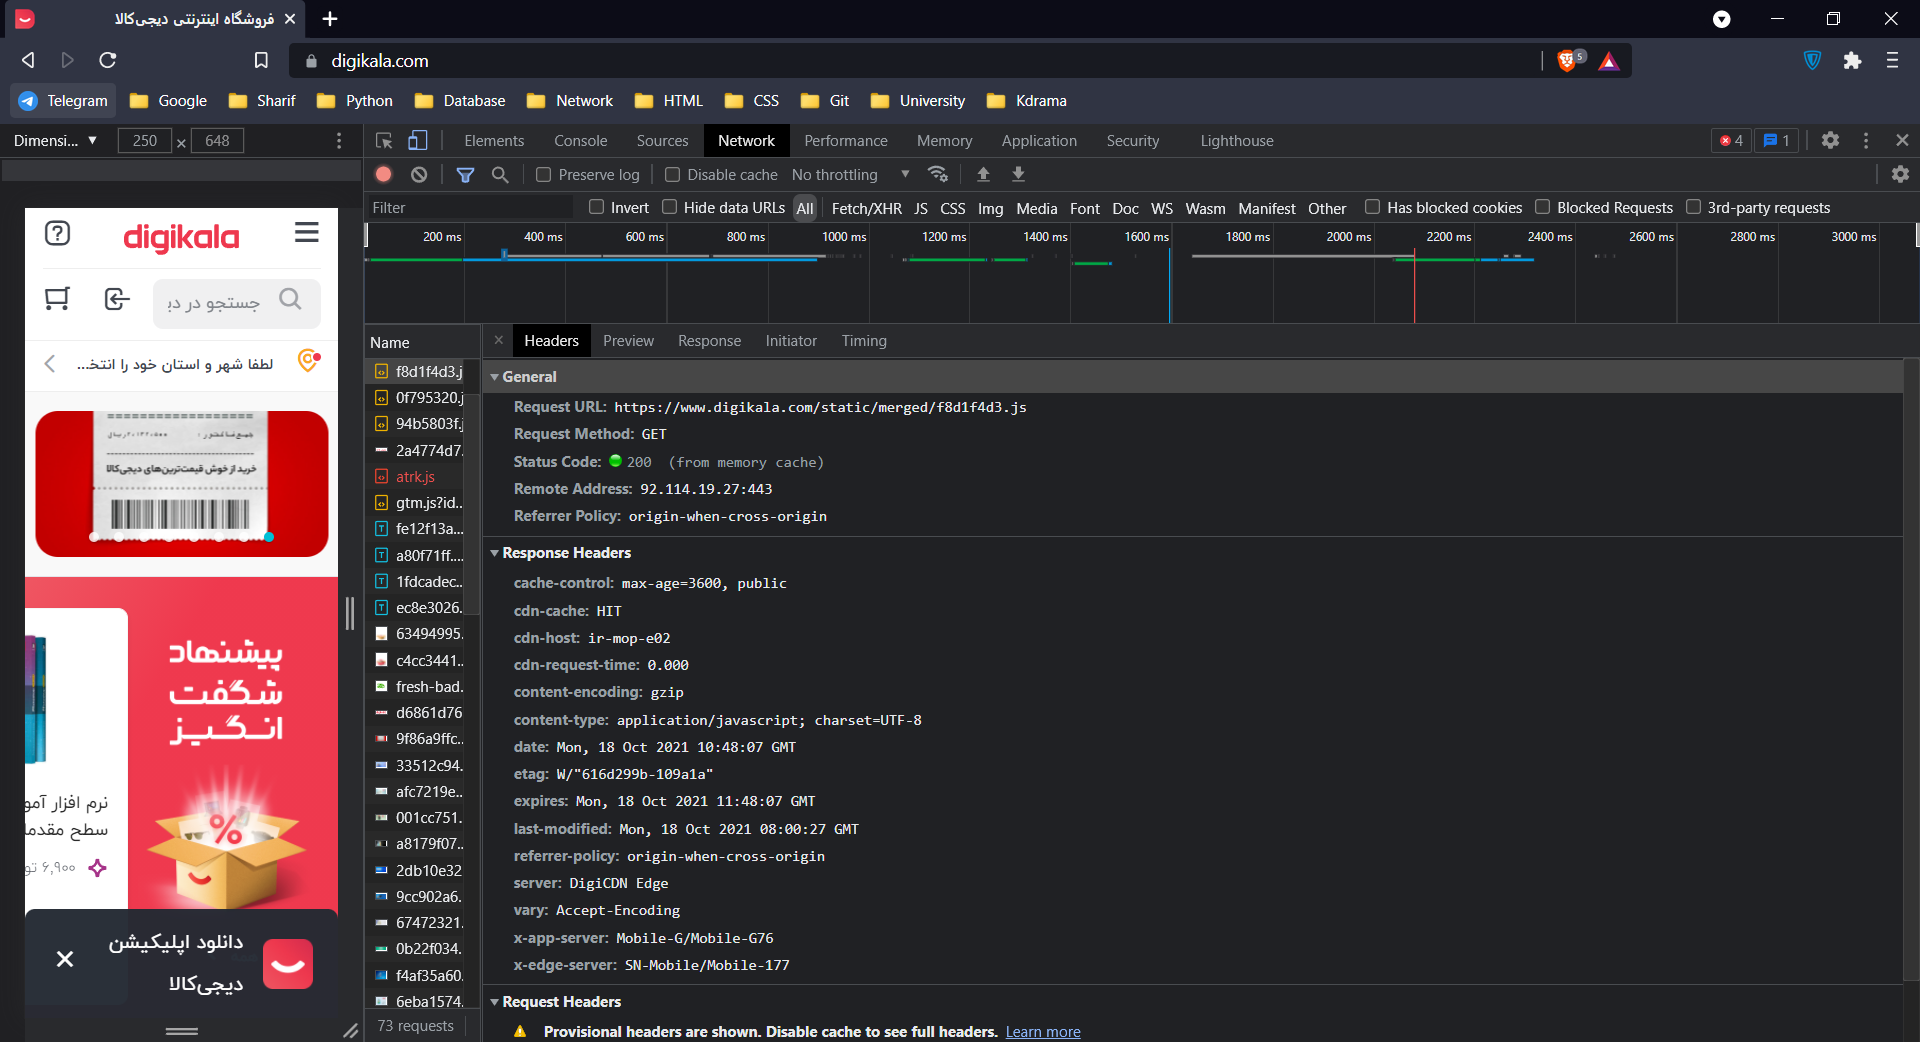 فروشگاه اینترنتی دیجی‌کالا
digikala.com
5
Telegram Google Sharif Python Database Network HTML CSS Git University Kdrama
Dimensi... 250 × 648
Elements Console Sources Network Performance Memory Application Security Lighthouse 4 1
Preserve log Disable cache No throttling
Filter Invert Hide data URLs All Fetch/XHR JS CSS Img Media Font Doc WS Wasm Manifest Other Has blocked cookies Blocked Requests 3rd-party requests
200 ms 400 ms 600 ms 800 ms 1000 ms 1200 ms 1400 ms 1600 ms 1800 ms 2000 ms 2200 ms 2400 ms 2600 ms 2800 ms 3000 ms
digikala
جستجو در دی
لطفا شهر و استان خود را انتخ...
خرید از خوش قیمت‌ترین‌های دیجی‌کالا
پیشنهاد
شگفت
انگیز
نرم افزار آمو
سطح مقدما
۶,۹۰۰ تو
دانلود اپلیکیشن
دیجی‌کالا
Name
f8d1f4d3.j
0f795320.j
94b5803f.j
2a4774d7.
atrk.js
gtm.js?id...
fe12f13a...
a80f71ff....
1fdcadec...
ec8e3026.
63494995.
c4cc3441..
fresh-bad.
d6861d76
9f86a9ffc..
33512c94.
afc7219e..
001cc751.
a8179f07..
2db10e32
9cc902a6.
67472321.
0b22f034.
f4af35a60.
6eba1574.
73 requests
Headers Preview Response Initiator Timing
General
Request URL: https://www.digikala.com/static/merged/f8d1f4d3.js
Request Method: GET
Status Code: 200 (from memory cache)
Remote Address: 92.114.19.27:443
Referrer Policy: origin-when-cross-origin
Response Headers
cache-control: max-age=3600, public
cdn-cache: HIT
cdn-host: ir-mop-e02
cdn-request-time: 0.000
content-encoding: gzip
content-type: application/javascript; charset=UTF-8
date: Mon, 18 Oct 2021 10:48:07 GMT
etag: W/"616d299b-109a1a"
expires: Mon, 18 Oct 2021 11:48:07 GMT
last-modified: Mon, 18 Oct 2021 08:00:27 GMT
referrer-policy: origin-when-cross-origin
server: DigiCDN Edge
vary: Accept-Encoding
x-app-server: Mobile-G/Mobile-G76
x-edge-server: SN-Mobile/Mobile-177
Request Headers
Provisional headers are shown. Disable cache to see full headers. Learn more